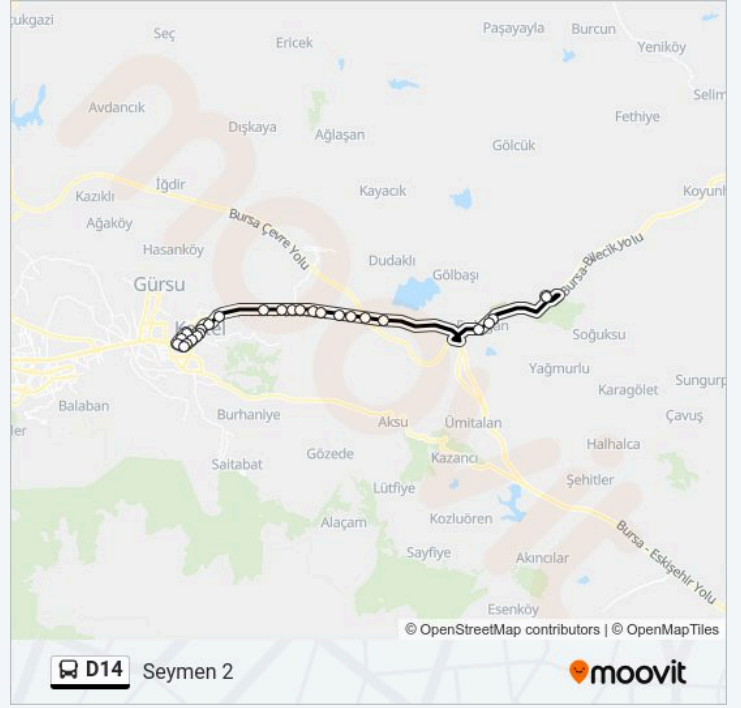 ukgazi
Seç
Ericek
Paşayayla
Burcun
Yeniköy
Selim
Avdancık
Dışkaya
Ağlaşan
Fethiye
Gölcük
Kazıklı
İğdir
Kayacık
Koyunh
Ağaköy
Bursa Çevre Yolu
Hasanköy
Dudaklı
Bursa-Bilecik Yolu
Gürsu
Gölbaşı
Kestel
Soğuksu
Yağmurlu
Sungurp
Karagölet
Balaban
Burhaniye
Aksu
Ümitalan
Çavuş
ler
Halhalca
Gözede
Kazancı
Saitabat
Şehitler
Lütfiye
Alaçam
Kozluören
Bursa - Eskişehir Yolu
Sayfiye
Akıncılar
Esenköy
moovit
© OpenStreetMap contributors | © OpenMapTiles
D14 Seymen 2
moovit